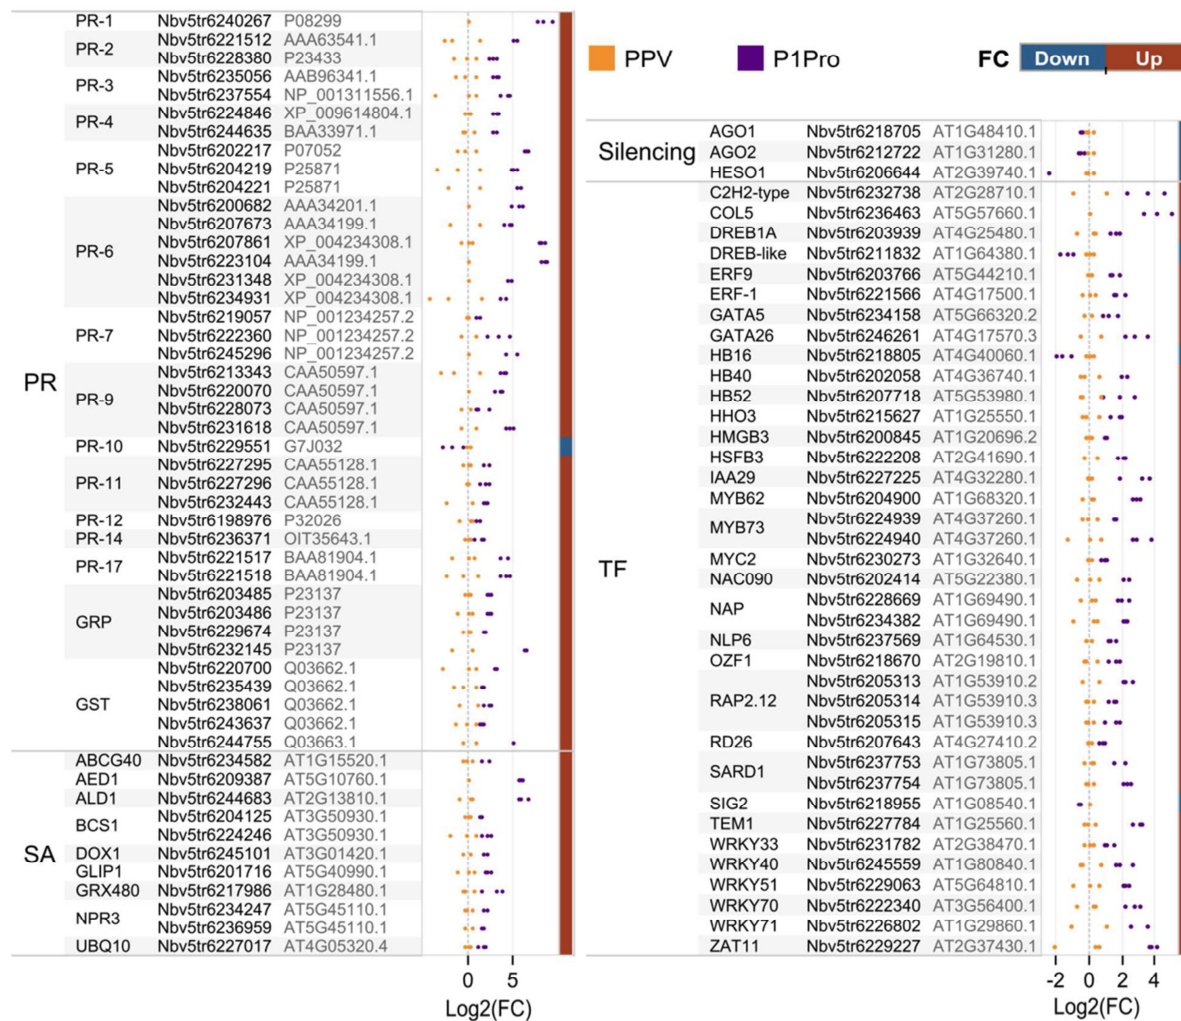 PR-1 Nbv5tr6240267 P08299
PR-2 Nbv5tr6221512 AAA63541.1
Nbv5tr6228380 P23433
PR-3 Nbv5tr6235056 AAB96341.1
Nbv5tr6237554 NP_001311556.1
PR-4 Nbv5tr6224846 XP_009614804.1
Nbv5tr6244635 BAA33971.1
PR-5 Nbv5tr6202217 P07052
Nbv5tr6204219 P25871
Nbv5tr6204221 P25871
PR-6 Nbv5tr6200682 AAA34201.1
Nbv5tr6207673 AAA34199.1
Nbv5tr6207861 XP_004234308.1
Nbv5tr6223104 AAA34199.1
Nbv5tr6231348 XP_004234308.1
Nbv5tr6234931 XP_004234308.1
PR-7 Nbv5tr6219057 NP_001234257.2
Nbv5tr6222360 NP_001234257.2
Nbv5tr6245296 NP_001234257.2
PR
PR-9 Nbv5tr6213343 CAA50597.1
Nbv5tr6220070 CAA50597.1
Nbv5tr6228073 CAA50597.1
Nbv5tr6231618 CAA50597.1
PR-10 Nbv5tr6229551 G7J032
PR-11 Nbv5tr6227295 CAA55128.1
Nbv5tr6227296 CAA55128.1
Nbv5tr6232443 CAA55128.1
PR-12 Nbv5tr6198976 P32026
PR-14 Nbv5tr6236371 OIT35643.1
PR-17 Nbv5tr6221517 BAA81904.1
Nbv5tr6221518 BAA81904.1
GRP Nbv5tr6203485 P23137
Nbv5tr6203486 P23137
Nbv5tr6229674 P23137
Nbv5tr6232145 P23137
GST Nbv5tr6220700 Q03662.1
Nbv5tr6235439 Q03662.1
Nbv5tr6238061 Q03662.1
Nbv5tr6243637 Q03662.1
Nbv5tr6244755 Q03663.1
SA
ABCG40 Nbv5tr6234582 AT1G15520.1
AED1 Nbv5tr6209387 AT5G10760.1
ALD1 Nbv5tr6244683 AT2G13810.1
BCS1 Nbv5tr6204125 AT3G50930.1
Nbv5tr6224246 AT3G50930.1
DOX1 Nbv5tr6245101 AT3G01420.1
GLIP1 Nbv5tr6201716 AT5G40990.1
GRX480 Nbv5tr6217986 AT1G28480.1
NPR3 Nbv5tr6234247 AT5G45110.1
Nbv5tr6236959 AT5G45110.1
UBQ10 Nbv5tr6227017 AT4G05320.4
0 5
Log2(FC)
PPV P1Pro FC Down Up
Silencing
AGO1 Nbv5tr6218705 AT1G48410.1
AGO2 Nbv5tr6212722 AT1G31280.1
HESO1 Nbv5tr6206644 AT2G39740.1
TF
C2H2-type Nbv5tr6232738 AT2G28710.1
COL5 Nbv5tr6236463 AT5G57660.1
DREB1A Nbv5tr6203939 AT4G25480.1
DREB-like Nbv5tr6211832 AT1G64380.1
ERF9 Nbv5tr6203766 AT5G44210.1
ERF-1 Nbv5tr6221566 AT4G17500.1
GATA5 Nbv5tr6234158 AT5G66320.2
GATA26 Nbv5tr6246261 AT4G17570.3
HB16 Nbv5tr6218805 AT4G40060.1
HB40 Nbv5tr6202058 AT4G36740.1
HB52 Nbv5tr6207718 AT5G53980.1
HHO3 Nbv5tr6215627 AT1G25550.1
HMGB3 Nbv5tr6200845 AT1G20696.2
HSFB3 Nbv5tr6222208 AT2G41690.1
IAA29 Nbv5tr6227225 AT4G32280.1
MYB62 Nbv5tr6204900 AT1G68320.1
MYB73 Nbv5tr6224939 AT4G37260.1
Nbv5tr6224940 AT4G37260.1
MYC2 Nbv5tr6230273 AT1G32640.1
NAC090 Nbv5tr6202414 AT5G22380.1
NAP Nbv5tr6228669 AT1G69490.1
Nbv5tr6234382 AT1G69490.1
NLP6 Nbv5tr6237569 AT1G64530.1
OZF1 Nbv5tr6218670 AT2G19810.1
RAP2.12 Nbv5tr6205313 AT1G53910.2
Nbv5tr6205314 AT1G53910.3
Nbv5tr6205315 AT1G53910.3
RD26 Nbv5tr6207643 AT4G27410.2
SARD1 Nbv5tr6237753 AT1G73805.1
Nbv5tr6237754 AT1G73805.1
SIG2 Nbv5tr6218955 AT1G08540.1
TEM1 Nbv5tr6227784 AT1G25560.1
WRKY33 Nbv5tr6231782 AT2G38470.1
WRKY40 Nbv5tr6245559 AT1G80840.1
WRKY51 Nbv5tr6229063 AT5G64810.1
WRKY70 Nbv5tr6222340 AT3G56400.1
WRKY71 Nbv5tr6226802 AT1G29860.1
ZAT11 Nbv5tr6229227 AT2G37430.1
-2 0 2 4
Log2(FC)